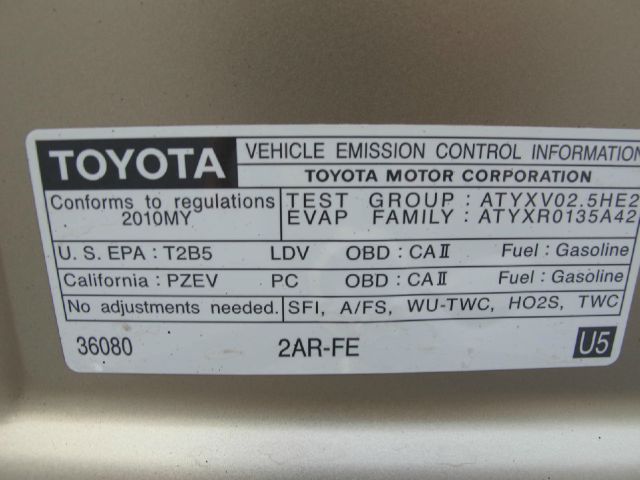 TOYOTA VEHICLE EMISSION CONTROL INFORMATION
TOYOTA MOTOR CORPORATION
Conforms to regulations TEST GROUP : ATYXV02.5HE2
2010MY EVAP FAMILY : ATYXR0135A42
U. S. EPA : T2B5 LDV OBD : CAⅡ Fuel : Gasoline
California : PZEV PC OBD : CAⅡ Fuel : Gasoline
No adjustments needed. SFI, A/FS, WU-TWC, HO2S, TWC
36080 2AR-FE U5